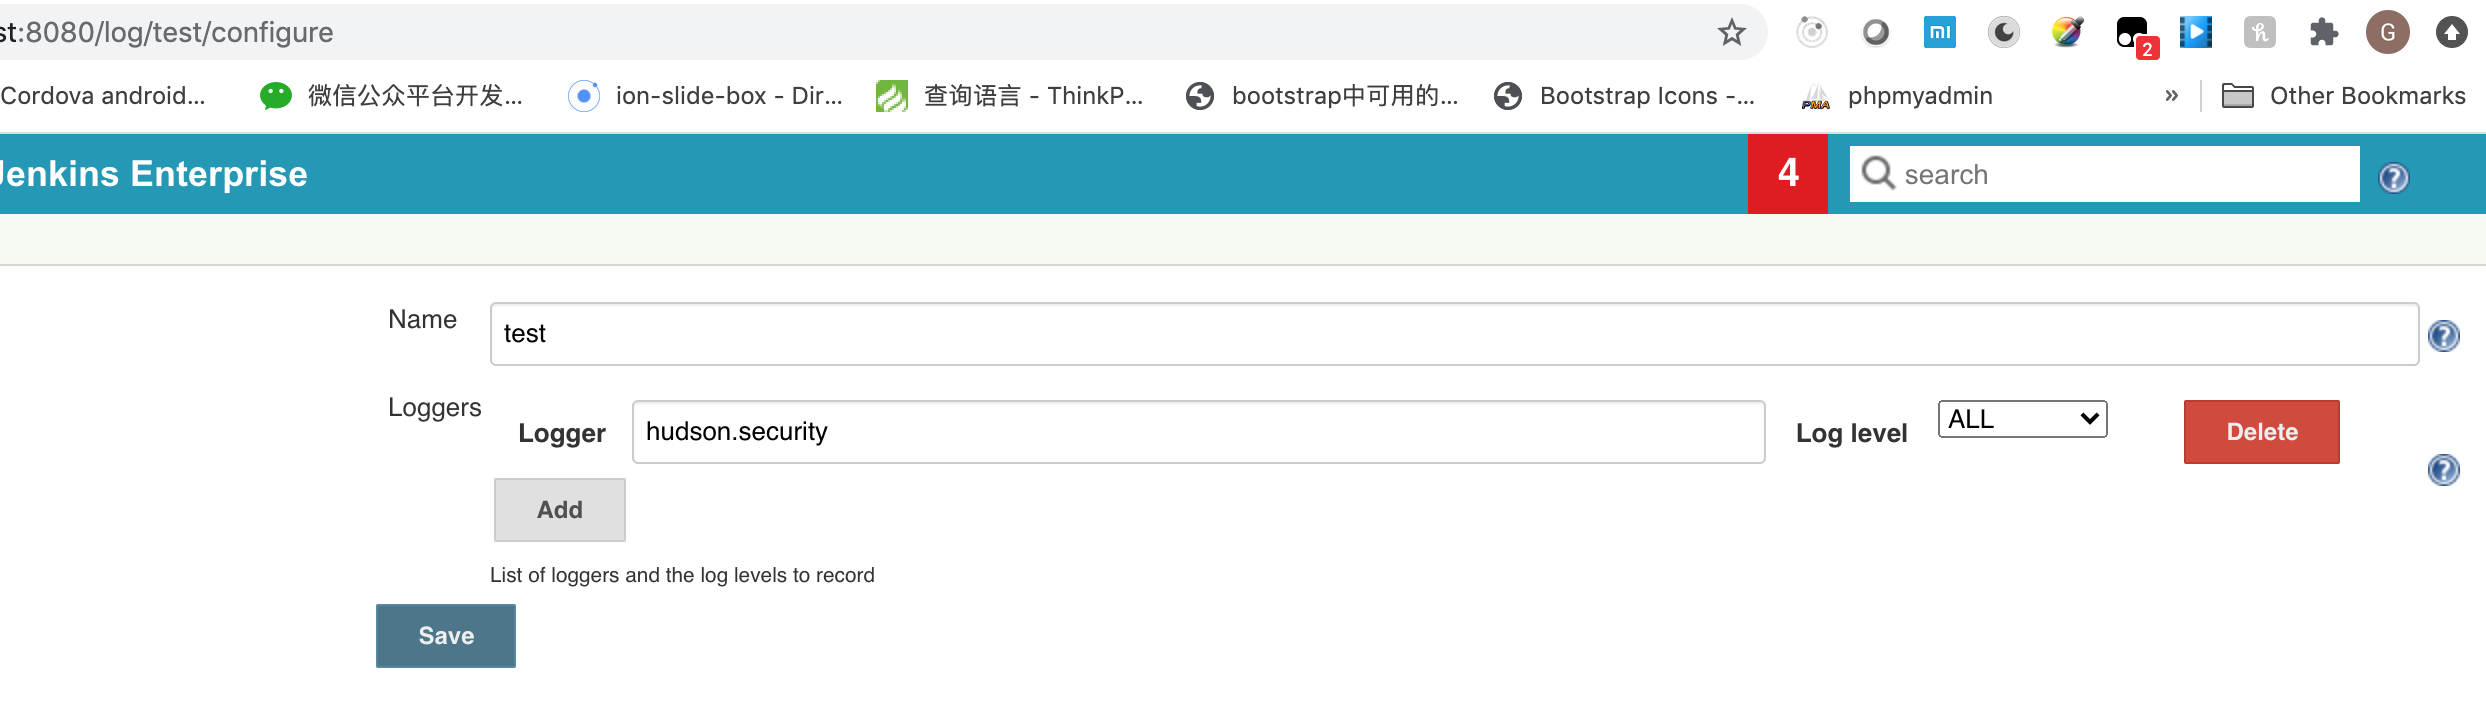 st:8080/log/test/configure
mi
2
G
Cordova android...
微信公众平台开发...
ion-slide-box - Dir...
查询语言 - ThinkP...
bootstrap中可用的...
Bootstrap Icons -...
PMA
phpmyadmin
»
Other Bookmarks
Jenkins Enterprise
4
search
?
Name
test
?
Loggers
Logger
hudson.security
Log level
ALL
Delete
?
Add
List of loggers and the log levels to record
Save